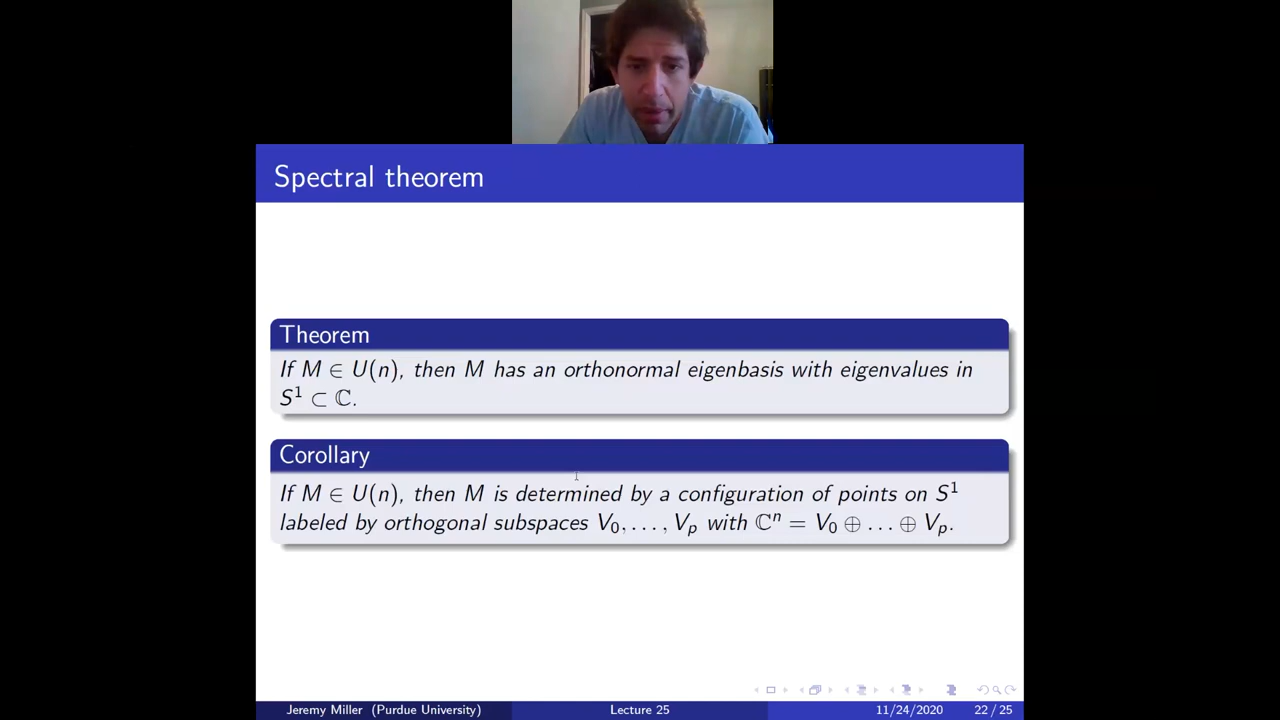 Spectral theorem
Theorem
If M ∈ U(n), then M has an orthonormal eigenbasis with eigenvalues in
S¹ ⊂ ℂ.
Corollary
If M ∈ U(n), then M is determined by a configuration of points on S¹
labeled by orthogonal subspaces V₀, . . . , Vₚ with ℂⁿ = V₀ ⊕ . . . ⊕ Vₚ.
Jeremy Miller (Purdue University) Lecture 25 11/24/2020 22 / 25